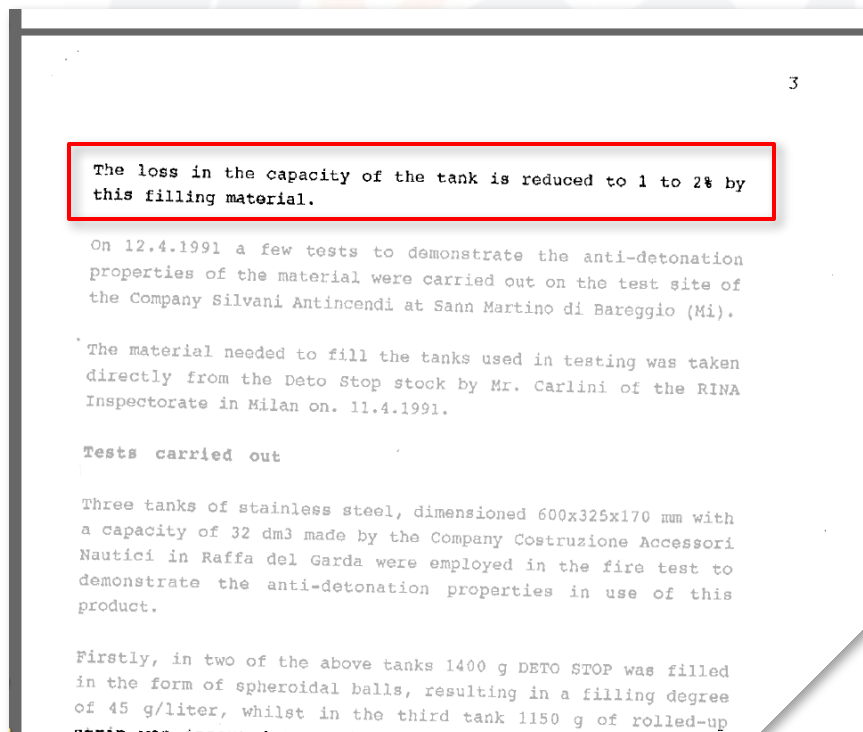 3
The loss in the capacity of the tank is reduced to 1 to 2% by
this filling material.
On 12.4.1991 a few tests to demonstrate the anti-detonation
properties of the material were carried out on the test site of
the Company Silvani Antincendi at Sann Martino di Bareggio (Mi).
The material needed to fill the tanks used in testing was taken
directly from the Deto Stop stock by Mr. Carlini of the RINA
Inspectorate in Milan on. 11.4.1991.
Tests carried out
Three tanks of stainless steel, dimensioned 600x325x170 mm with
a capacity of 32 dm3 made by the Company Costruzione Accessori
Nautici in Raffa del Garda were employed in the fire test to
demonstrate the anti-detonation properties in use of this
product.
Firstly, in two of the above tanks 1400 g DETO STOP was filled
in the form of spheroidal balls, resulting in a filling degree
of 45 g/liter, whilst in the third tank 1150 g of rolled-up